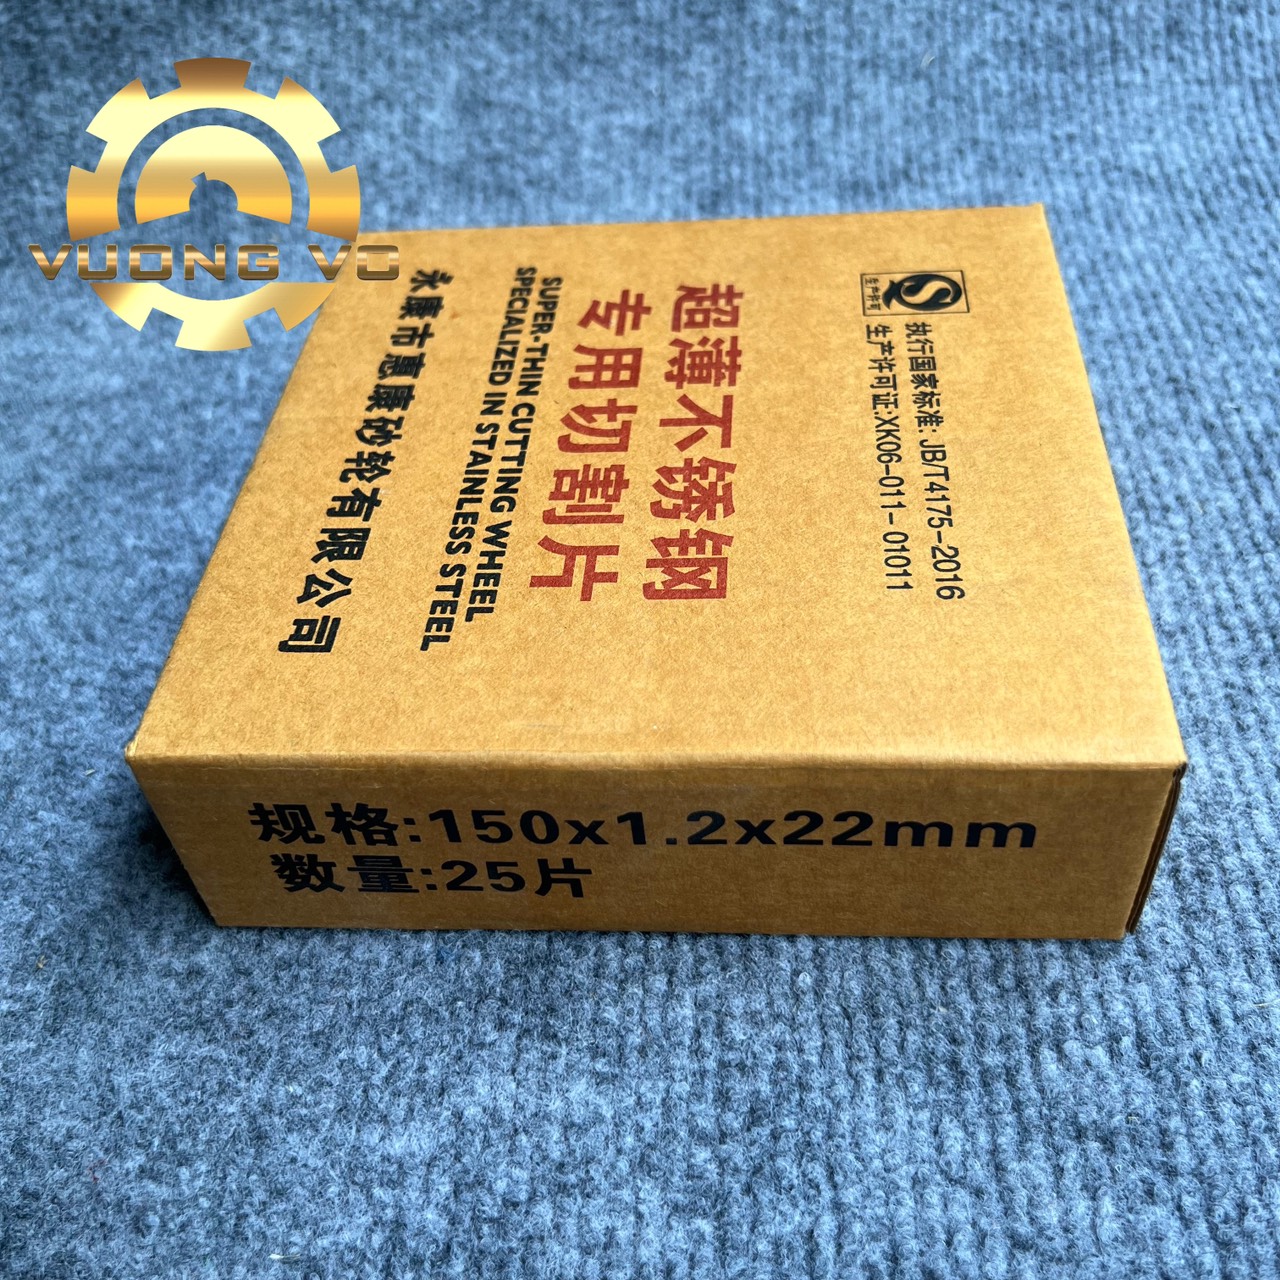 VUONG VO
生产许可
执行国家标准: JB/T4175-2016
生产许可证:XK06-011-01011
超薄不锈钢
专用切割片
SUPER-THIN CUTTING WHEEL
SPECIALIZED IN STAINLESS STEEL
永康市惠康砂轮有限公司
规格:150x1.2x22mm
数量:25片